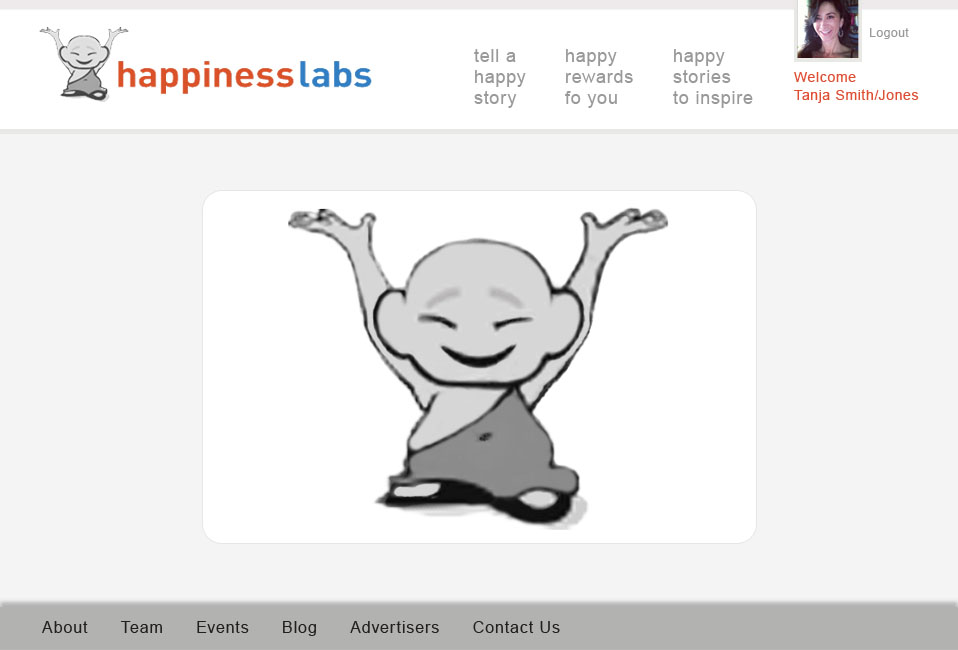 happinesslabs
tell a
happy
story
happy
rewards
fo you
happy
stories
to inspire
Logout
Welcome
Tanja Smith/Jones
About Team Events Blog Advertisers Contact Us